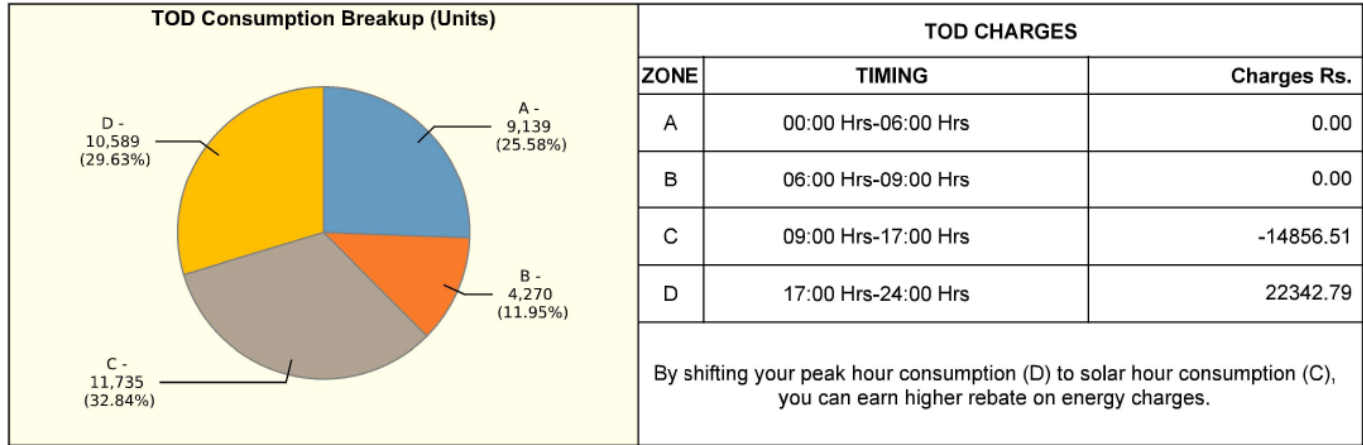 TOD Consumption Breakup (Units)
A -
9,139
(25.58%)
D -
10,589
(29.63%)
B -
4,270
(11.95%)
C -
11,735
(32.84%)
TOD CHARGES
ZONE TIMING Charges Rs.
A 00:00 Hrs-06:00 Hrs 0.00
B 06:00 Hrs-09:00 Hrs 0.00
C 09:00 Hrs-17:00 Hrs -14856.51
D 17:00 Hrs-24:00 Hrs 22342.79
By shifting your peak hour consumption (D) to solar hour consumption (C),
you can earn higher rebate on energy charges.